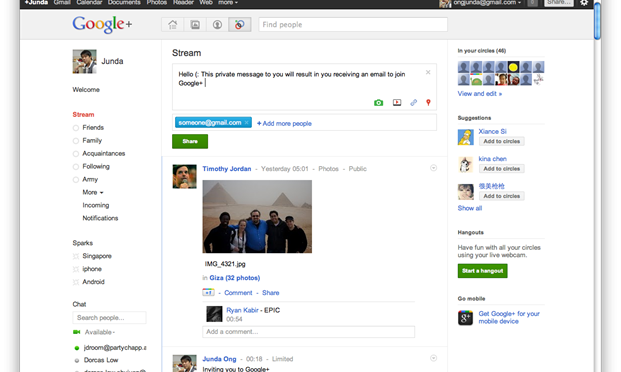 +Junda Gmail Calendar Documents Photos Reader Web more
ongjunda@gmail.com
Share...
Google+
Find people
Junda
Welcome
Stream
Friends
Family
Acquaintances
Following
Army
More
Incoming
Notifications
Sparks
Singapore
iphone
Android
Chat
Search people...
Available
jdroom@partychapp.a
Dorcas Low
Stream
Hello (: This private message to you will result in you receiving an email to join
Google+
someone@gmail.com
+ Add more people
Share
Timothy Jordan - Yesterday 05:01 - Photos - Public
IMG_4321.jpg
in Giza (32 photos)
+1 - Comment - Share
Ryan Kabir - EPIC
00:54
Add a comment...
Junda Ong - 00:18 - Limited
Inviting you to Google+
In your circles (46)
View and edit »
Suggestions
Xiance Si
Add to circles
kina chen
Add to circles
很美枪枪
Add to circles
Show all
Hangouts
Have fun with all your circles
using your live webcam.
Start a hangout
Go mobile
Get Google+ for your
mobile device